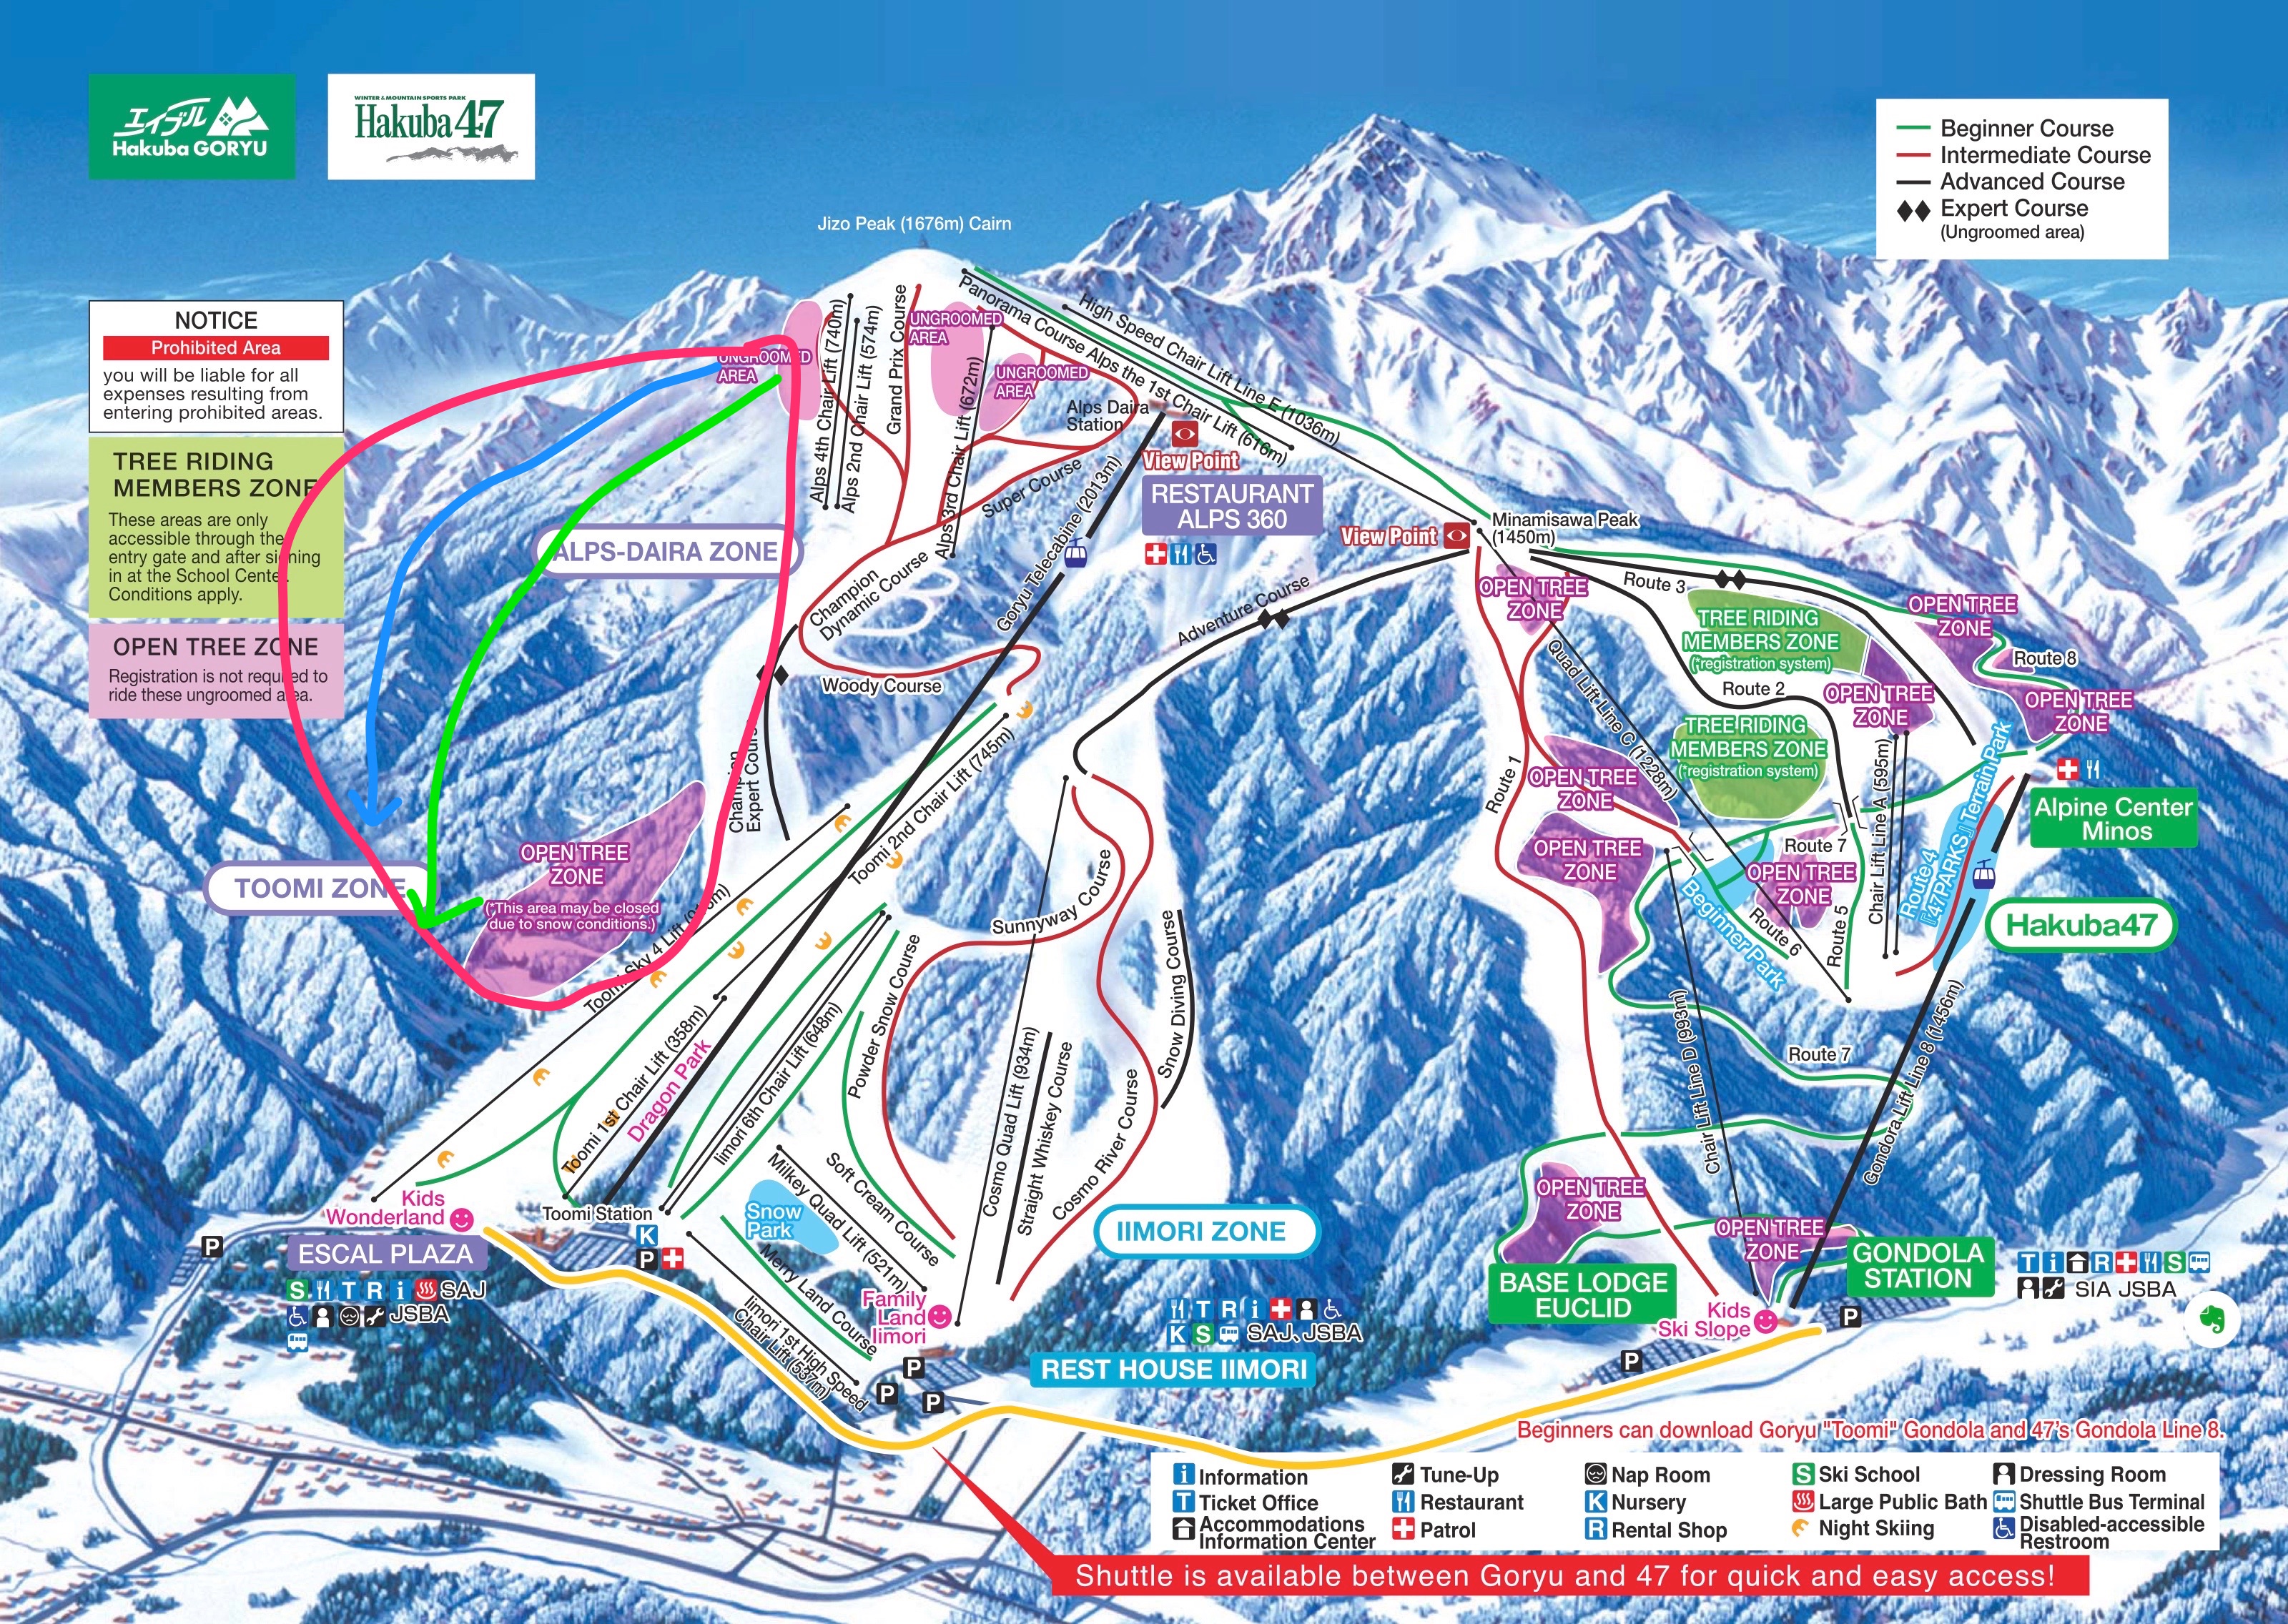 エイブル
Hakuba GORYU
WINTER & MOUNTAIN SPORTS PARK
Hakuba 47
Beginner Course
Intermediate Course
Advanced Course
Expert Course
(Ungroomed area)
NOTICE
Prohibited Area
you will be liable for all
expenses resulting from
entering prohibited areas.
TREE RIDING
MEMBERS ZONE
These areas are only
accessible through the
entry gate and after signing
in at the School Center.
Conditions apply.
OPEN TREE ZONE
Registration is not required to
ride these ungroomed area.
Jizo Peak (1676m) Cairn
UNGROOMED
AREA
Alps 4th Chair Lift (740m)
Alps 2nd Chair Lift (574m)
Grand Prix Course
UNGROOMED
AREA
Alps 3rd Chair Lift (672m)
UNGROOMED
AREA
Panorama Course
Alps the 1st Chair Lift (616m)
High Speed Chair Lift Line E (1036m)
Alps Daira
Station
View Point
RESTAURANT
ALPS 360
Super Course
Goryu Telecabine (2013m)
ALPS-DAIRA ZONE
Champion
Dynamic Course
Woody Course
Champion
Expert Course
View Point
Minamisawa Peak
(1450m)
Adventure Course
OPEN TREE
ZONE
Route 3
TREE RIDING
MEMBERS ZONE
(*registration system)
OPEN TREE
ZONE
Route 8
OPEN TREE
ZONE
Route 2
OPEN TREE
ZONE
TREE RIDING
MEMBERS ZONE
(*registration system)
Quad Lift Line C (1228m)
Route 1
OPEN TREE
ZONE
OPEN TREE
ZONE
Chair Lift Line A (595m)
Route 4
『47PARKS』Terrain Park
Alpine Center
Minos
Hakuba47
Route 7
OPEN TREE
ZONE
Beginner Park
Route 6
Route 5
Chair Lift Line D (993m)
Route 7
Gondora Lift Line 8 (1456m)
TOOMI ZONE
OPEN TREE
ZONE
(*This area may be closed
due to snow conditions.)
Toomi Sky 4 Lift
Toomi 2nd Chair Lift (745m)
Toomi 1st Chair Lift (358m)
Dragon Park
Iimori 6th Chair Lift (648m)
Powder Snow Course
Sunnyway Course
Snow Diving Course
Cosmo Quad Lift (934m)
Straight Whiskey Course
Cosmo River Course
Soft Cream Course
Milkey Quad Lift (521m)
Snow
Park
Merry Land Course
Iimori 1st High Speed
Chair Lift (537m)
Family
Land
Iimori
P
P
P
Kids
Wonderland
Toomi Station
K
P
P
ESCAL PLAZA
S T R i SAJ
JSBA
IIMORI ZONE
T R i
K S SAJ、JSBA
REST HOUSE IIMORI
OPEN TREE
ZONE
BASE LODGE
EUCLID
OPEN TREE
ZONE
GONDOLA
STATION
Kids
Ski Slope
P
P
T i R S
SIA JSBA
Beginners can download Goryu "Toomi" Gondola and 47's Gondola Line 8.
i Information
Tune-Up
Nap Room
S Ski School
Dressing Room
T Ticket Office
Restaurant
K Nursery
Large Public Bath
Shuttle Bus Terminal
Accommodations
Information Center
Patrol
R Rental Shop
Night Skiing
Disabled-accessible
Restroom
Shuttle is available between Goryu and 47 for quick and easy access!